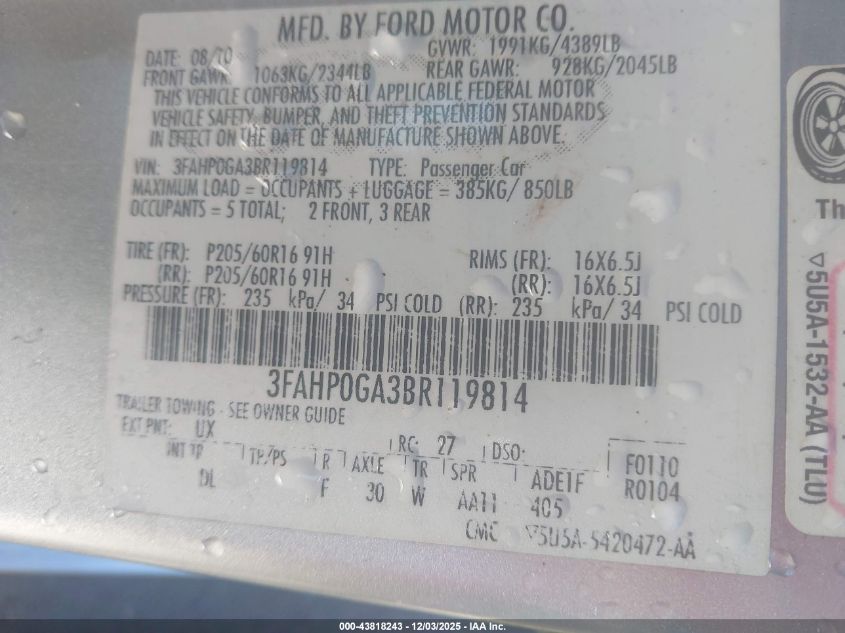 MFD. BY FORD MOTOR CO.
DATE: 08/10 GVWR: 1991KG/4389LB
FRONT GAWR: 1063KG/2344LB REAR GAWR: 928KG/2045LB
THIS VEHICLE CONFORMS TO ALL APPLICABLE FEDERAL MOTOR
VEHICLE SAFETY, BUMPER, AND THEFT PREVENTION STANDARDS
IN EFFECT ON THE DATE OF MANUFACTURE SHOWN ABOVE.
VIN: 3FAHP0GA3BR119814 TYPE: Passenger Car
MAXIMUM LOAD = OCCUPANTS + LUGGAGE = 385KG/ 850LB
OCCUPANTS = 5 TOTAL; 2 FRONT, 3 REAR
TIRE (FR): P205/60R16 91H RIMS (FR): 16X6.5J
(RR): P205/60R16 91H (RR): 16X6.5J
PRESSURE (FR): 235 kPa/ 34 PSI COLD (RR): 235 kPa/ 34 PSI COLD
3FAHP0GA3BR119814
TRAILER TOWING - SEE OWNER GUIDE
EXT PNT: UX RC: 27 DSO:
INT TR TP/PS R AXLE TR SPR ADE1F F0110
DL F 30 W AA11 405 R0104
CMC ▽5U5A-5420472-AA
Th
▽5U5A-1532-AA (TLU)
000-43818243 / 12/03/2025 - IAA Inc.